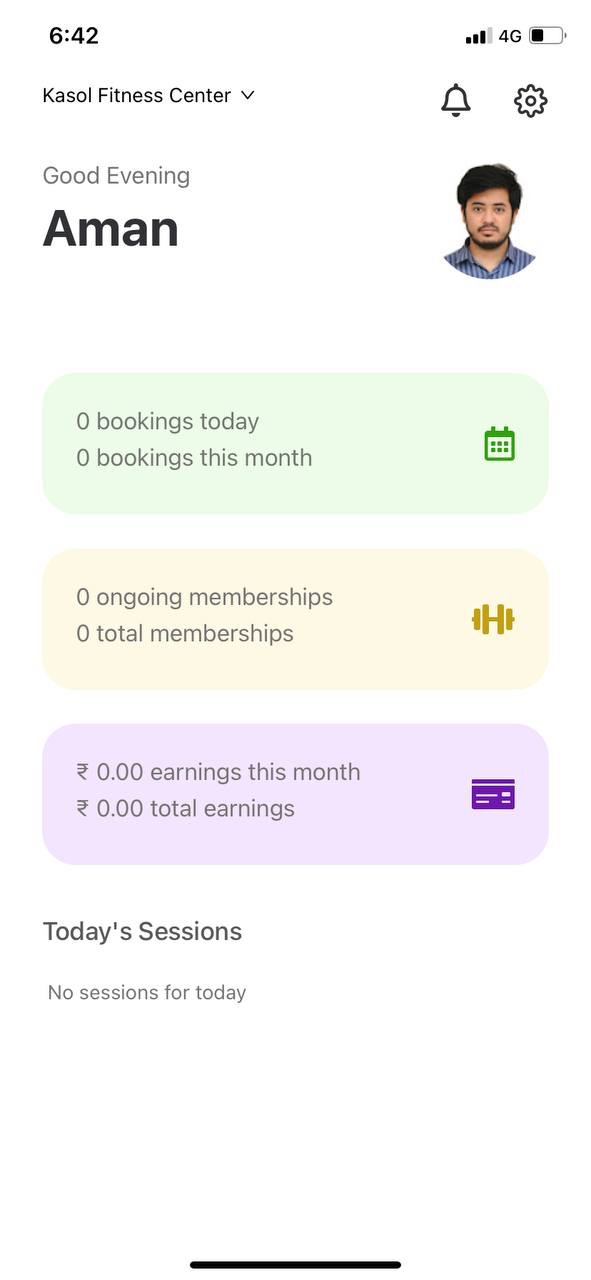 6:42
4G
Kasol Fitness Center
Good Evening
Aman
0 bookings today
0 bookings this month
0 ongoing memberships
0 total memberships
₹ 0.00 earnings this month
₹ 0.00 total earnings
Today's Sessions
No sessions for today